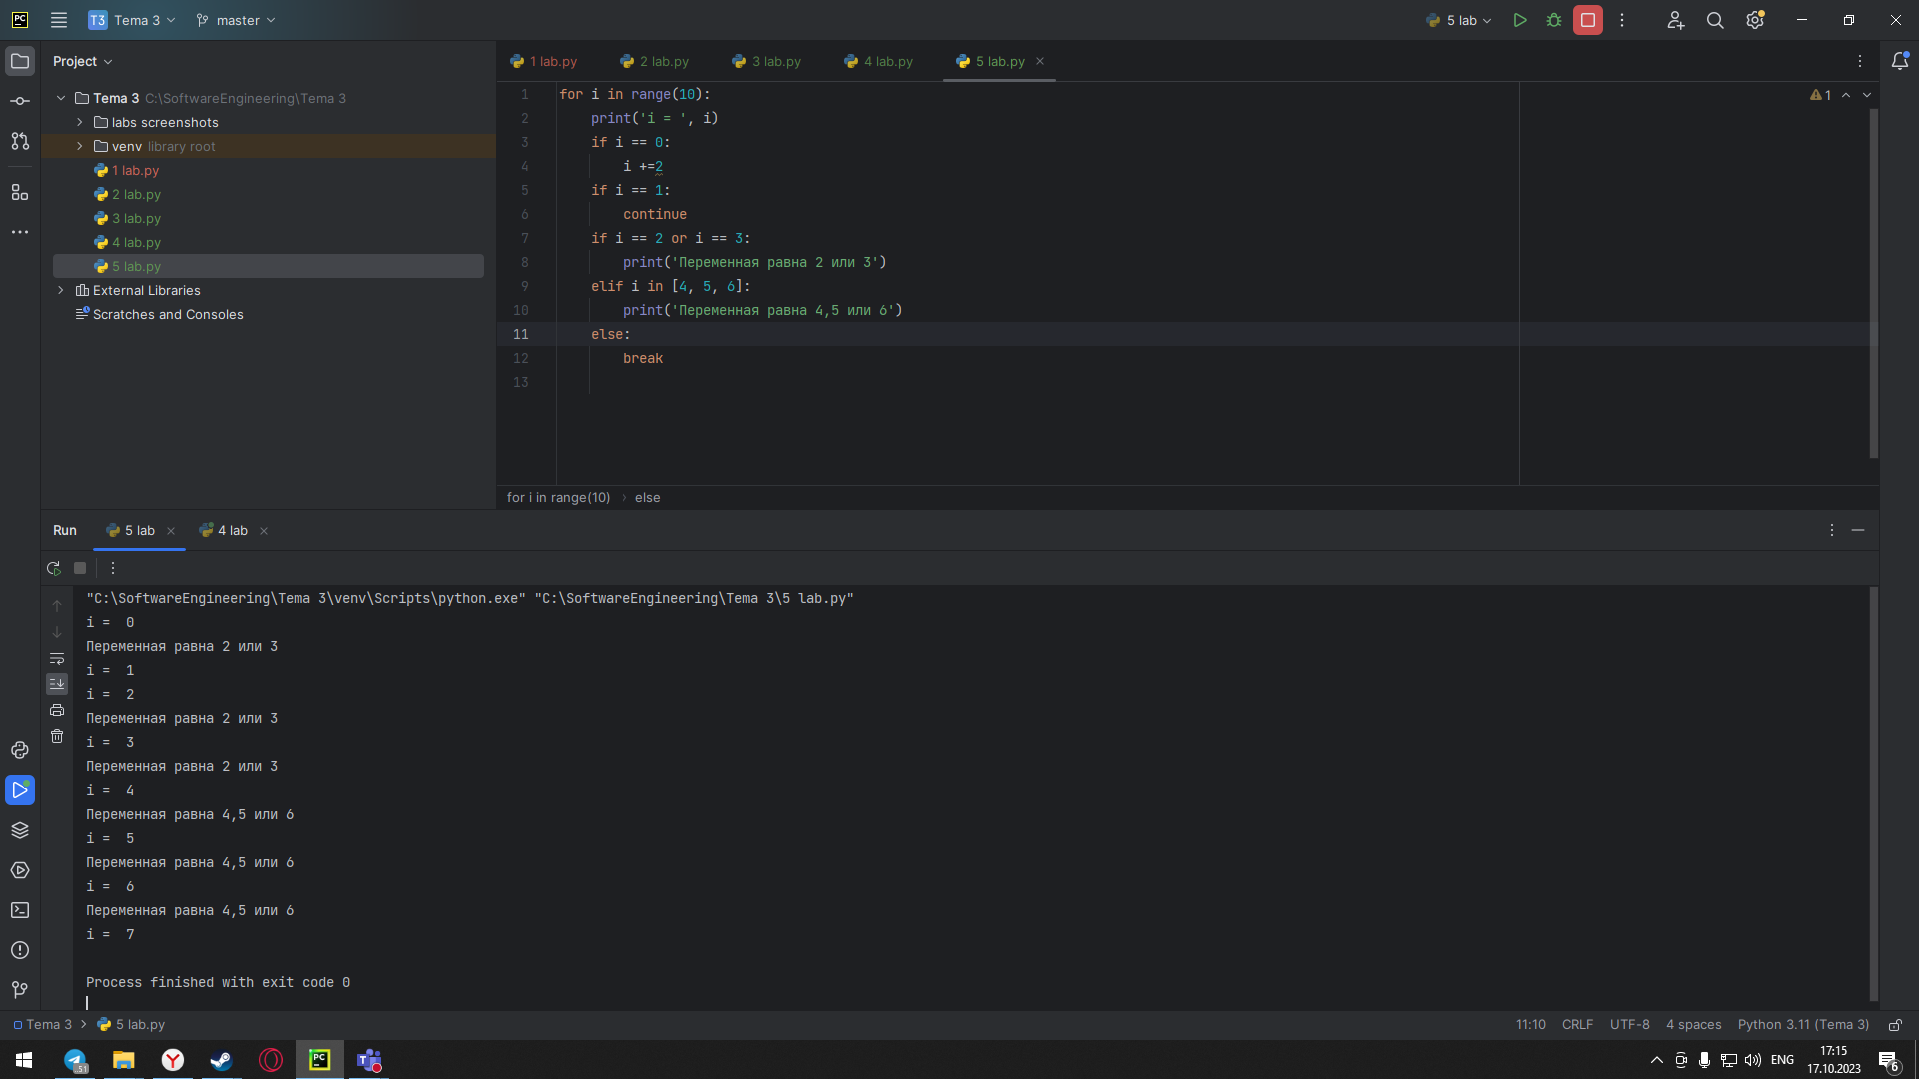 PC T3 Tema 3 master 5 lab
Project
1 lab.py 2 lab.py 3 lab.py 4 lab.py 5 lab.py
Tema 3 C:\SoftwareEngineering\Tema 3
labs screenshots
venv library root
1 lab.py
2 lab.py
3 lab.py
4 lab.py
5 lab.py
External Libraries
Scratches and Consoles
1 for i in range(10):
2 print('i = ', i)
3 if i == 0:
4 i +=2
5 if i == 1:
6 continue
7 if i == 2 or i == 3:
8 print('Переменная равна 2 или 3')
9 elif i in [4, 5, 6]:
10 print('Переменная равна 4,5 или 6')
11 else:
12 break
13
1
for i in range(10) › else
Run 5 lab 4 lab
"C:\SoftwareEngineering\Tema 3\venv\Scripts\python.exe" "C:\SoftwareEngineering\Tema 3\5 lab.py"
i =  0
Переменная равна 2 или 3
i =  1
i =  2
Переменная равна 2 или 3
i =  3
Переменная равна 2 или 3
i =  4
Переменная равна 4,5 или 6
i =  5
Переменная равна 4,5 или 6
i =  6
Переменная равна 4,5 или 6
i =  7
Process finished with exit code 0
Tema 3 › 5 lab.py 11:10 CRLF UTF-8 4 spaces Python 3.11 (Tema 3)
51 PC ENG 17:15
17.10.2023
6